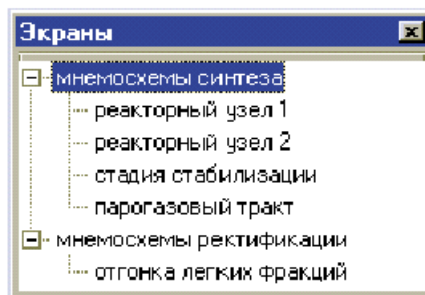 Экраны
мнемосхемы синтеза
реакторный узел 1
реакторный узел 2
стадия стабилизации
парогазовый тракт
мнемосхемы ректификации
отгонка легких фракций